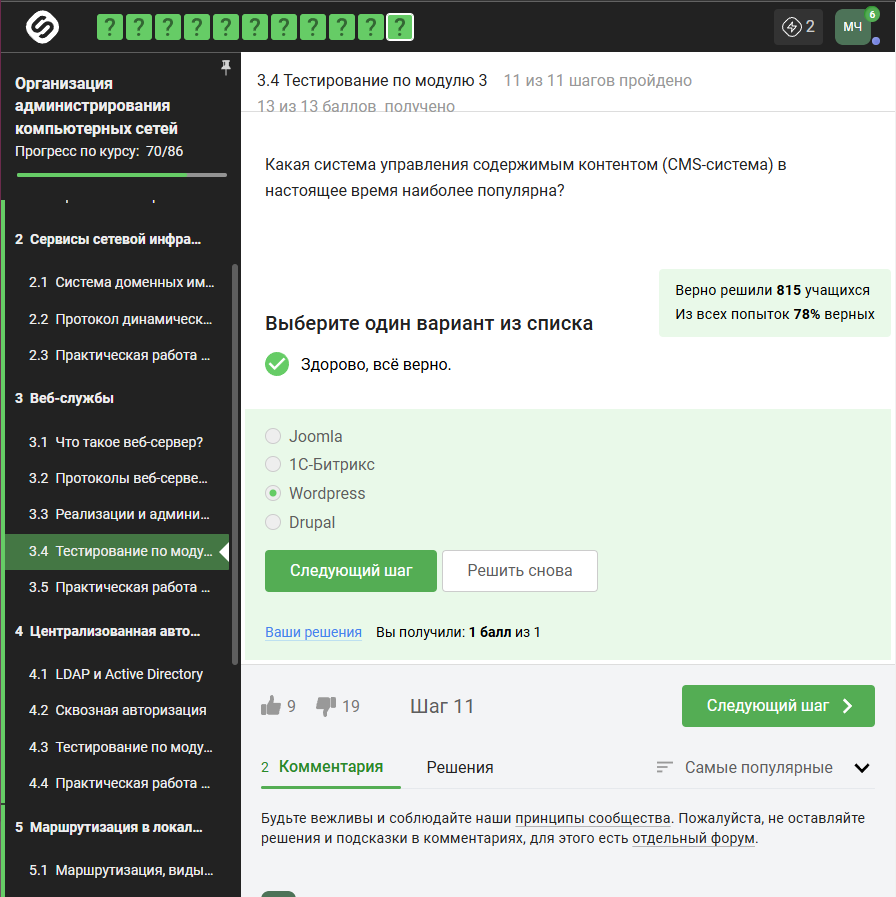 ? ? ? ? ? ? ? ? ? ? ?
2
МЧ
6
Организация
администрирования
компьютерных сетей
Прогресс по курсу: 70/86
2 Сервисы сетевой инфра...
2.1 Система доменных им...
2.2 Протокол динамическ...
2.3 Практическая работа ...
3 Веб-службы
3.1 Что такое веб-сервер?
3.2 Протоколы веб-серве...
3.3 Реализации и админи...
3.4 Тестирование по моду...
3.5 Практическая работа ...
4 Централизованная авто...
4.1 LDAP и Active Directory
4.2 Сквозная авторизация
4.3 Тестирование по моду...
4.4 Практическая работа ...
5 Маршрутизация в локал...
5.1 Маршрутизация, виды...
3.4 Тестирование по модулю 3 11 из 11 шагов пройдено
13 из 13 баллов получено
Какая система управления содержимым контентом (CMS-система) в
настоящее время наиболее популярна?
Верно решили 815 учащихся
Из всех попыток 78% верных
Выберите один вариант из списка
Здорово, всё верно.
Joomla
1С-Битрикс
Wordpress
Drupal
Следующий шаг Решить снова
Ваши решения Вы получили: 1 балл из 1
9 19 Шаг 11 Следующий шаг
2 Комментария Решения Самые популярные
Будьте вежливы и соблюдайте наши принципы сообщества. Пожалуйста, не оставляйте
решения и подсказки в комментариях, для этого есть отдельный форум.